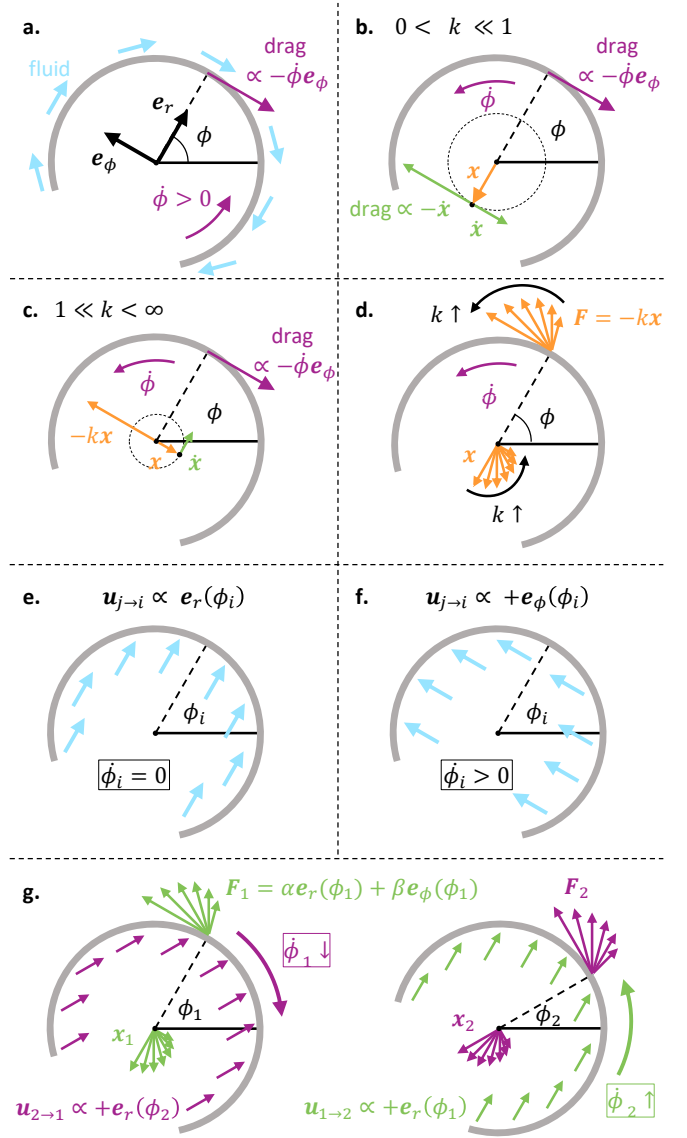 a.
drag
∝ −ϕ̇𝒆_ϕ
fluid
𝒆_r
ϕ
𝒆_ϕ
ϕ̇ > 0
b. 0 < k ≪ 1
drag
∝ −ϕ̇𝒆_ϕ
ϕ̇
ϕ
𝒙
drag ∝ −𝒙̇
𝒙̇
c. 1 ≪ k < ∞
drag
∝ −ϕ̇𝒆_ϕ
ϕ̇
ϕ
−k𝒙
𝒙
𝒙̇
d.
k ↑
𝑭 = −k𝒙
ϕ̇
ϕ
𝒙
k ↑
e. 𝒖_{j→i} ∝ 𝒆_r(ϕ_i)
ϕ_i
ϕ̇_i = 0
f. 𝒖_{j→i} ∝ +𝒆_ϕ(ϕ_i)
ϕ_i
ϕ̇_i > 0
g.
𝑭_1 = α𝒆_r(ϕ_1) + β𝒆_ϕ(ϕ_1)
ϕ̇_1 ↓
ϕ_1
𝒙_1
𝒖_{2→1} ∝ +𝒆_r(ϕ_2)
𝑭_2
ϕ_2
𝒙_2
𝒖_{1→2} ∝ +𝒆_r(ϕ_1)
ϕ̇_2 ↑